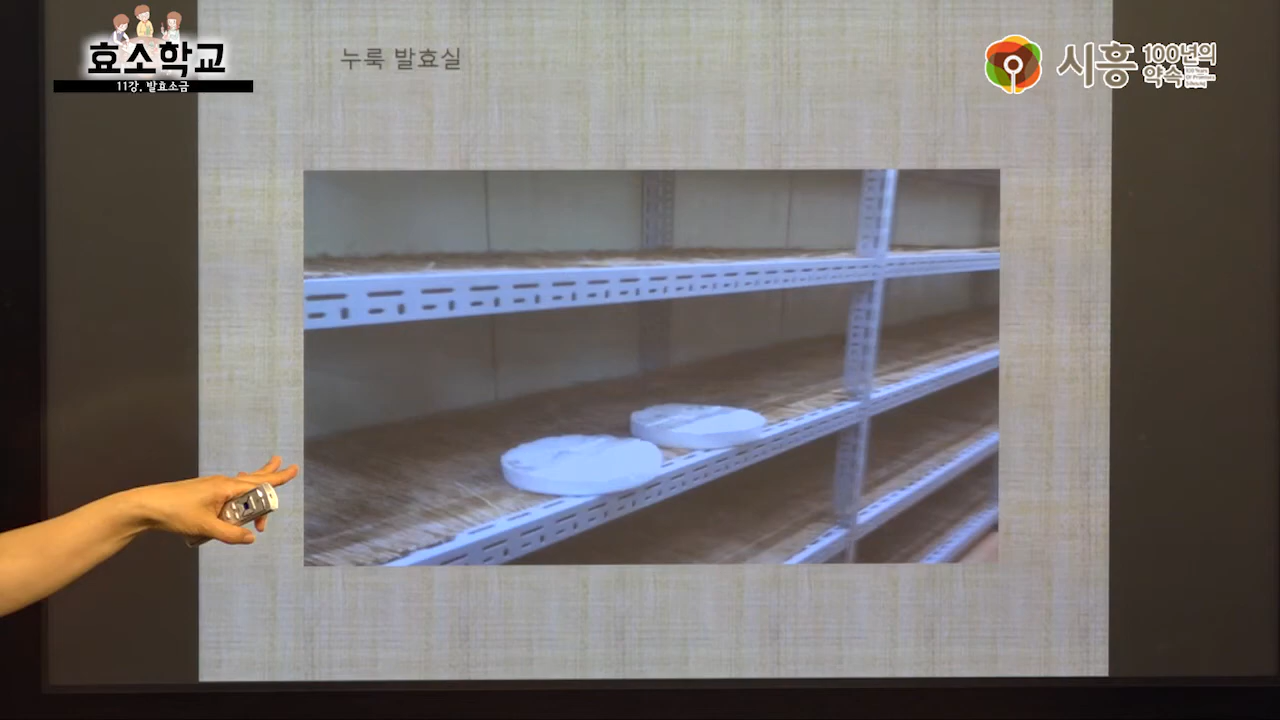 효소학교
11강. 발효소금
누룩 발효실
시흥
100년의
약속